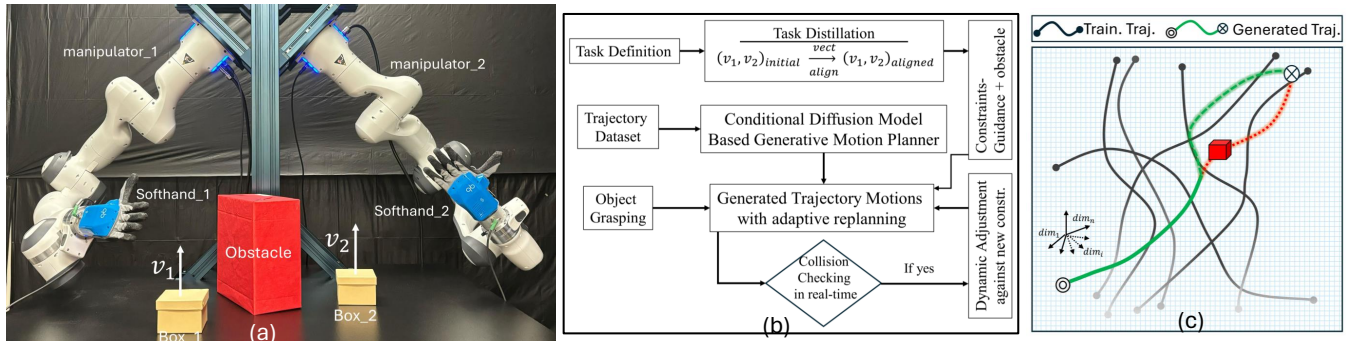 manipulator_1
manipulator_2
Softhand_1
Softhand_2
v₁
Obstacle
v₂
Box_1
Box_2
(a)
Task Definition
Task Distillation
(v₁, v₂)initial vect→align (v₁, v₂)aligned
Constraints-
Guidance + obstacle
Trajectory
Dataset
Conditional Diffusion Model
Based Generative Motion Planner
Object
Grasping
Generated Trajectory Motions
with adaptive replanning
Collision
Checking
in real-time
If yes
Dynamic Adjustment
against new constr.
(b)
Train. Traj.
Generated Traj.
dimₙ
dim₁
dimᵢ
(c)